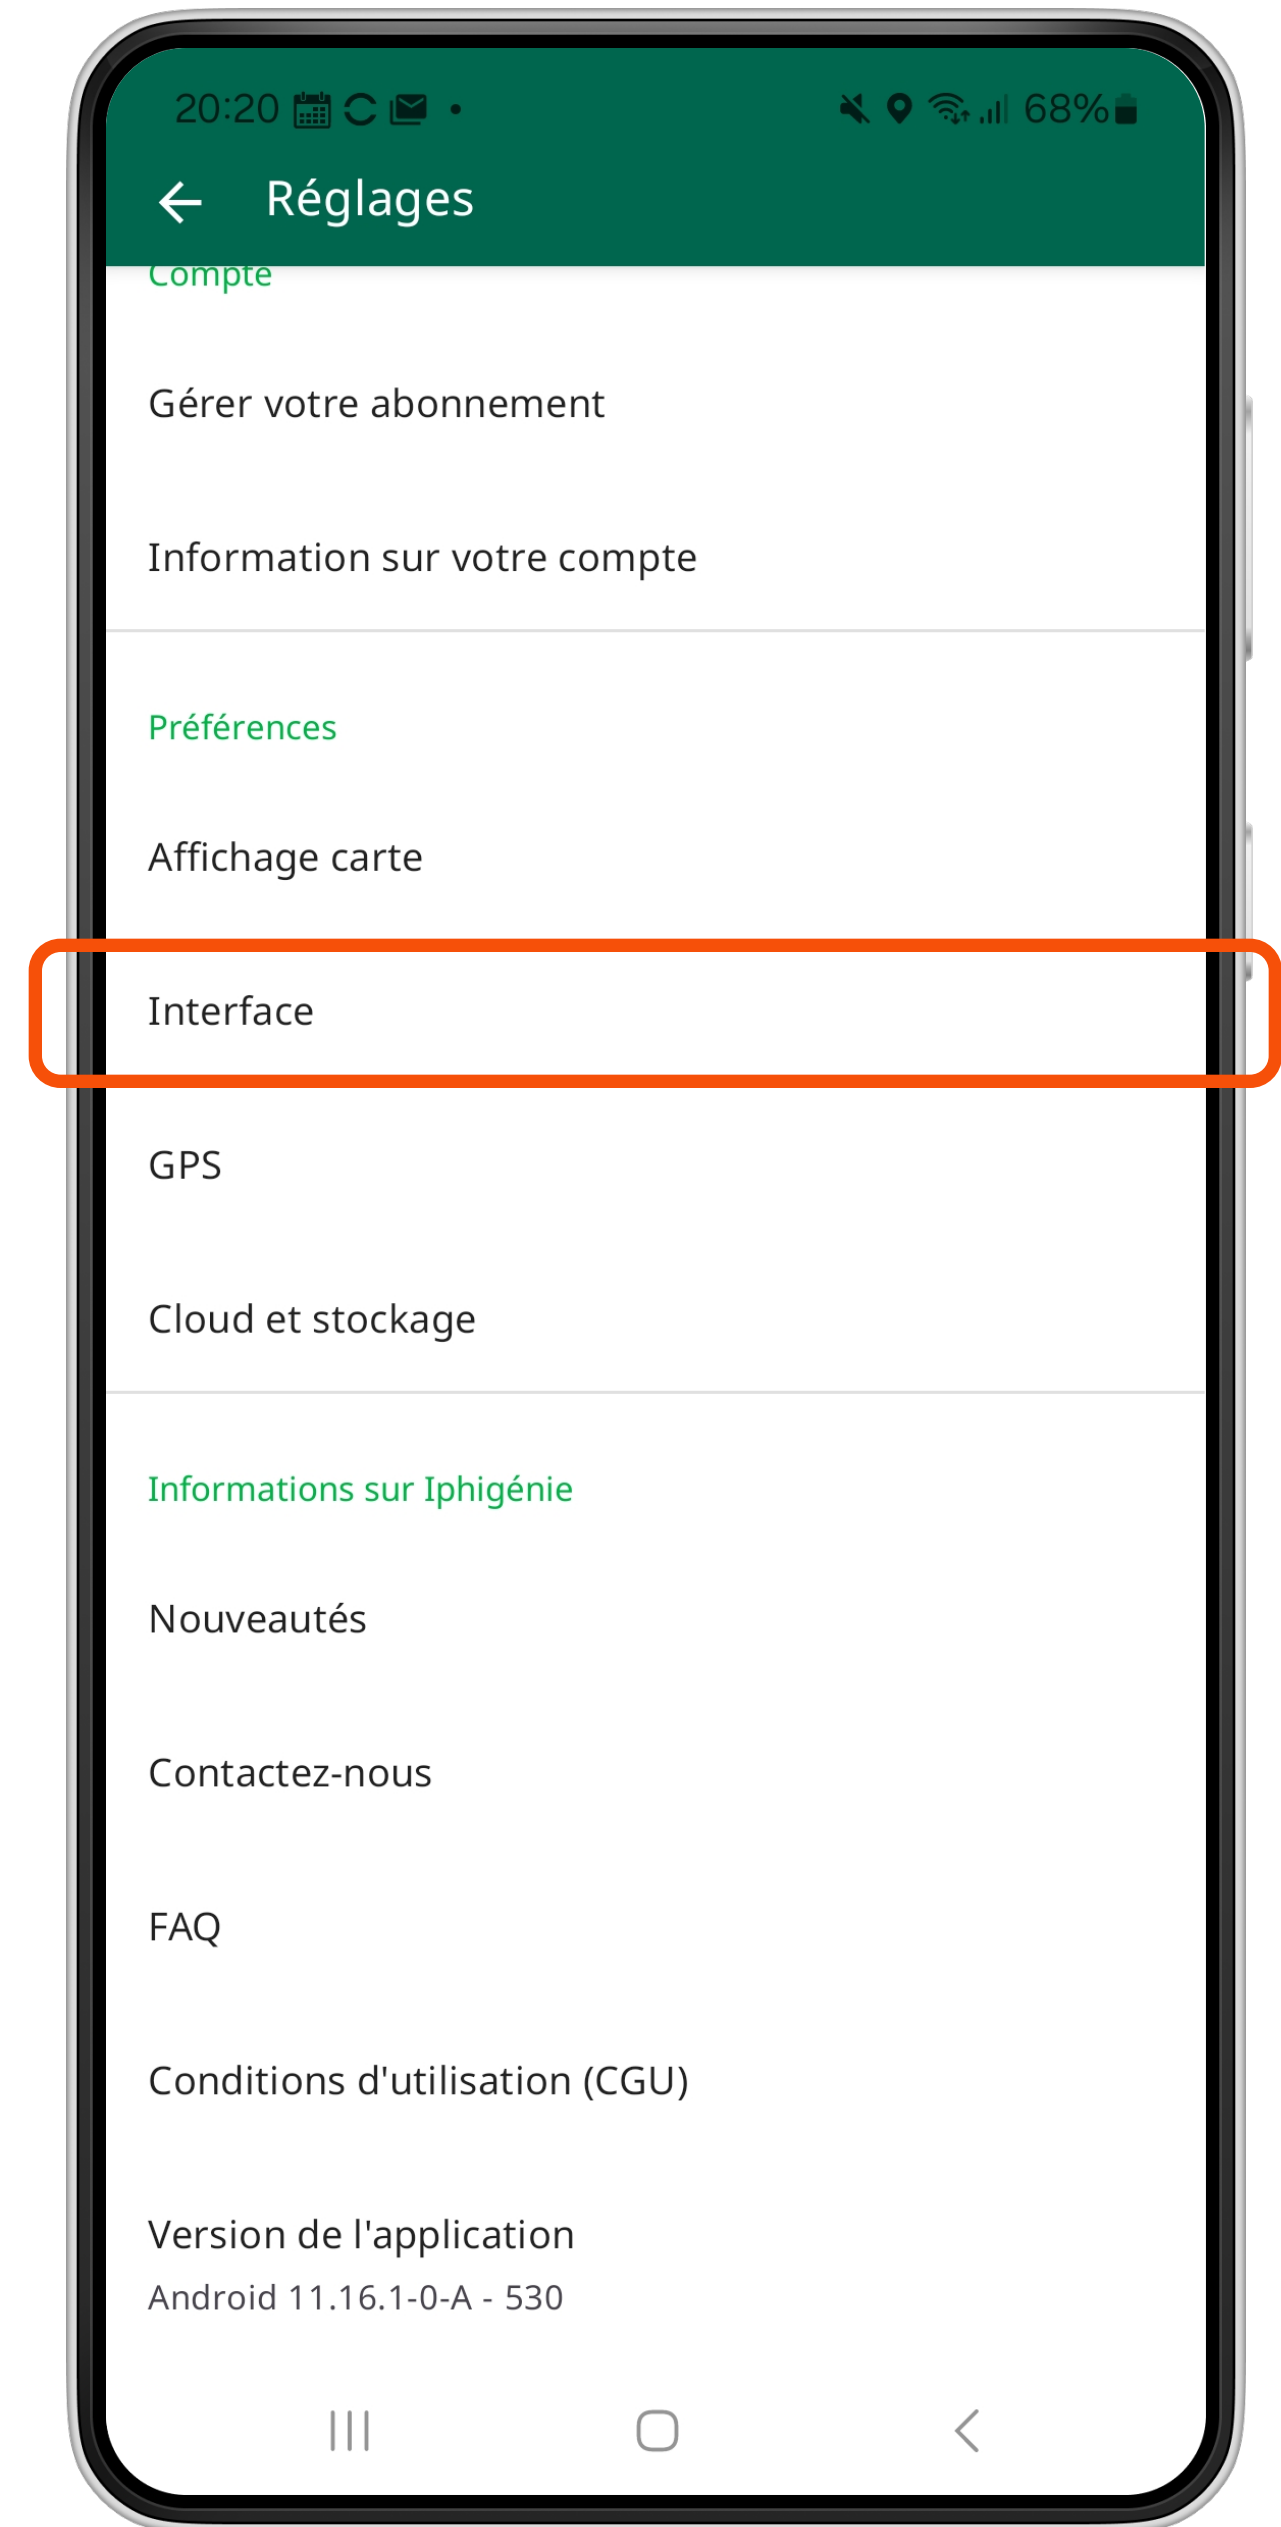 20:20
68%
Réglages
Compte
Gérer votre abonnement
Information sur votre compte
Préférences
Affichage carte
Interface
GPS
Cloud et stockage
Informations sur Iphigénie
Nouveautés
Contactez-nous
FAQ
Conditions d'utilisation (CGU)
Version de l'application
Android 11.16.1-0-A - 530